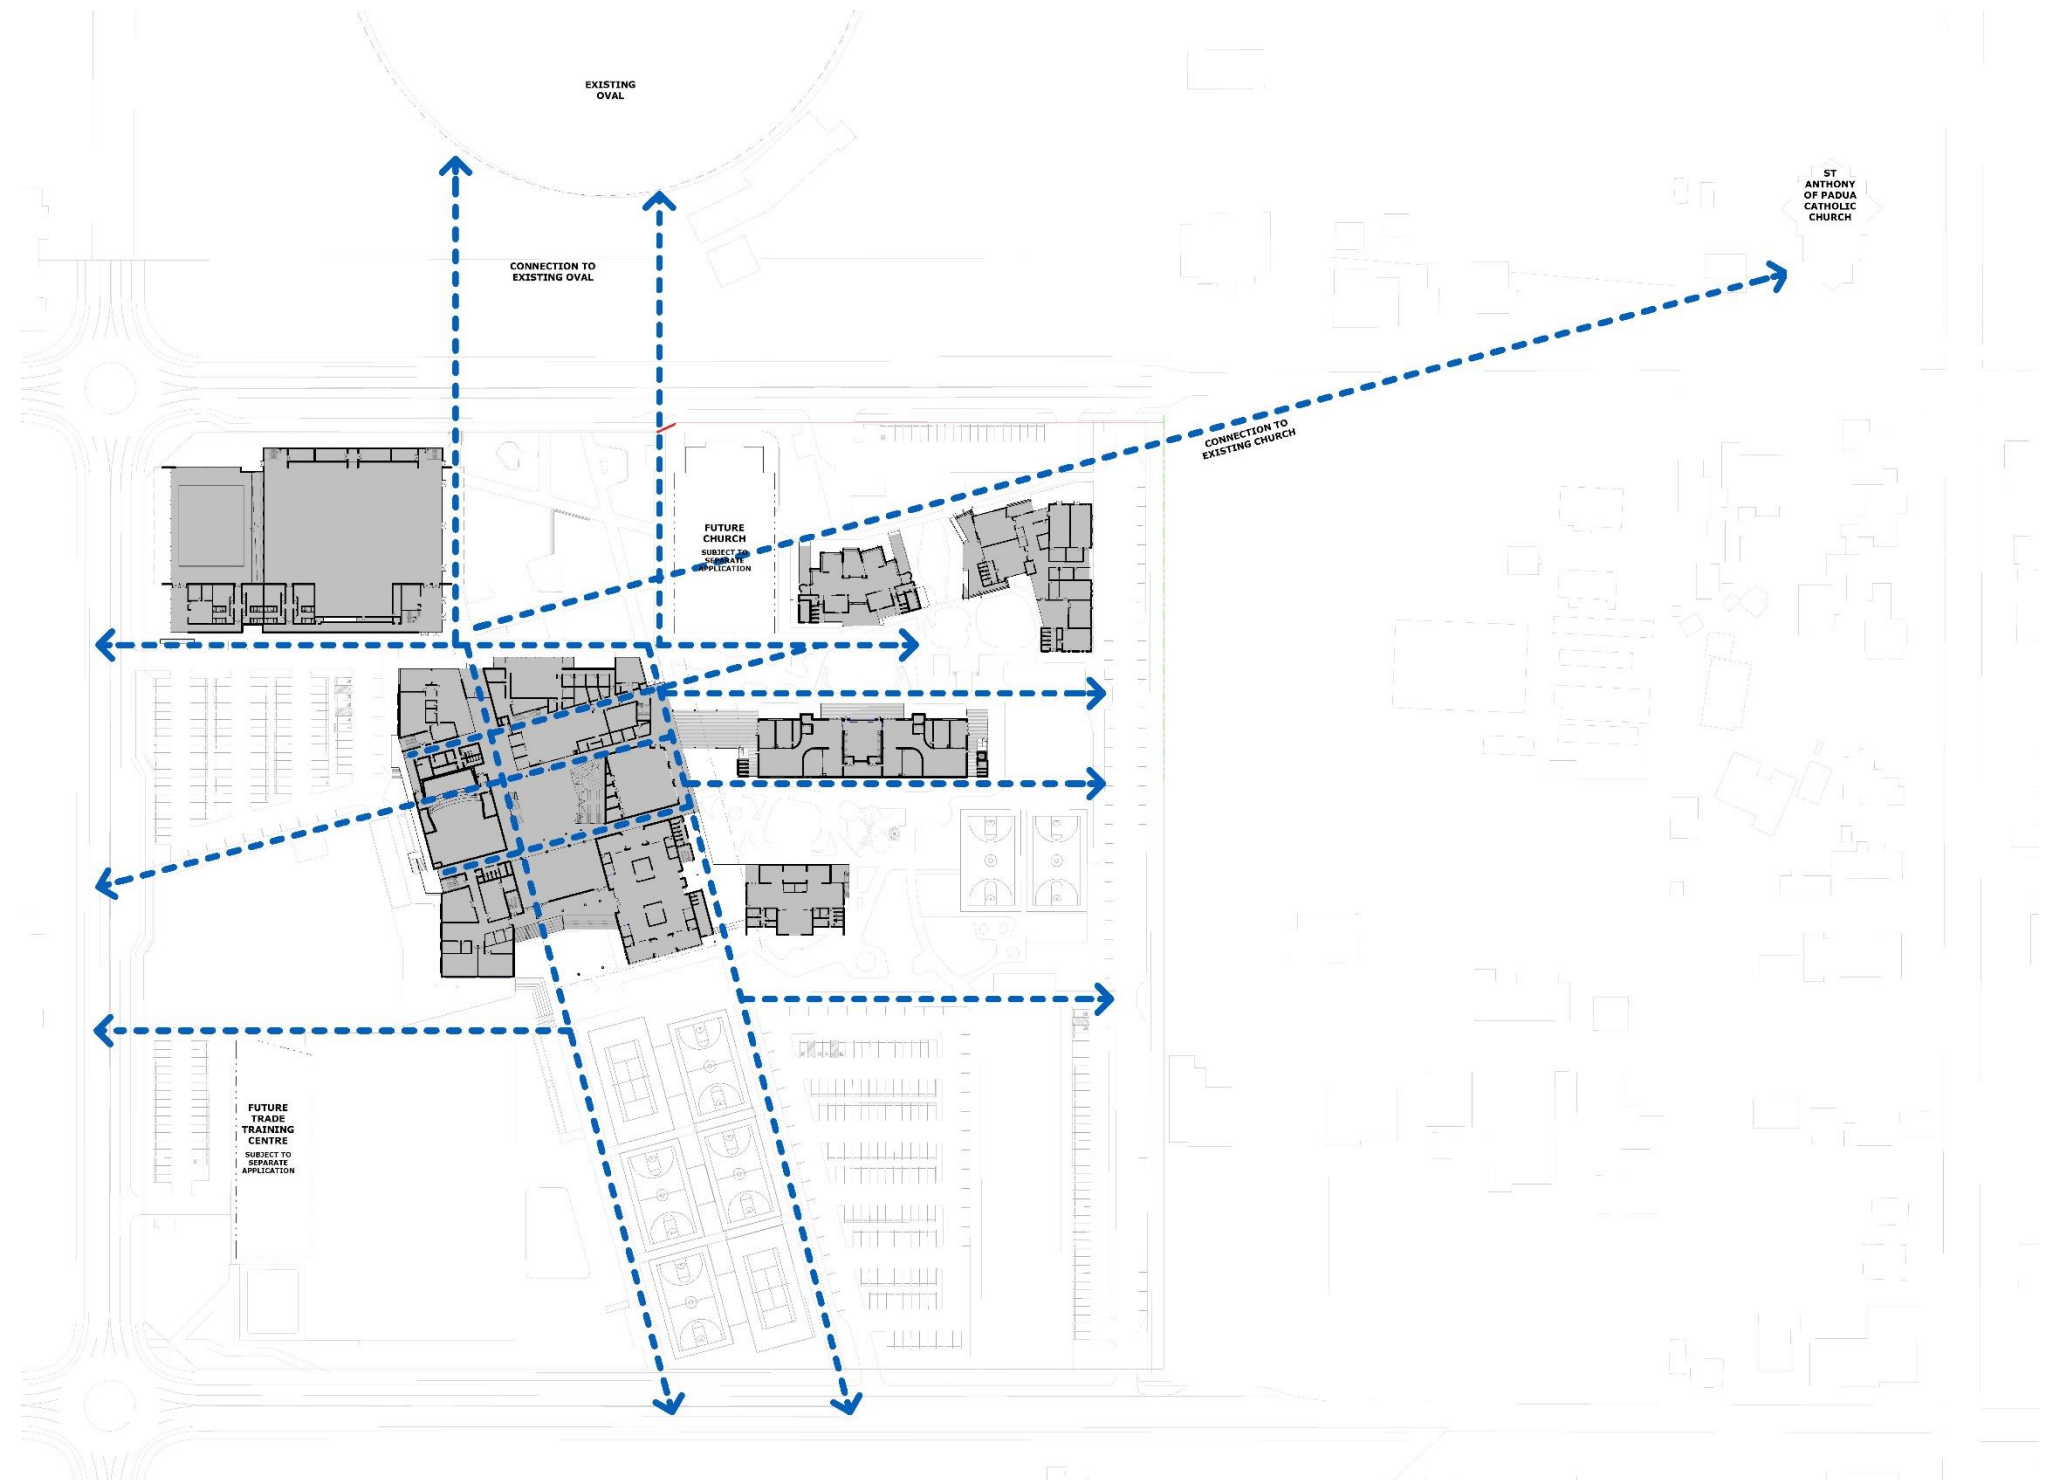 EXISTING
OVAL
ST
ANTHONY
OF PADUA
CATHOLIC
CHURCH
CONNECTION TO
EXISTING OVAL
CONNECTION TO
EXISTING CHURCH
FUTURE
CHURCH
SUBJECT TO
SEPARATE
APPLICATION
FUTURE
TRADE
TRAINING
CENTRE
SUBJECT TO
SEPARATE
APPLICATION